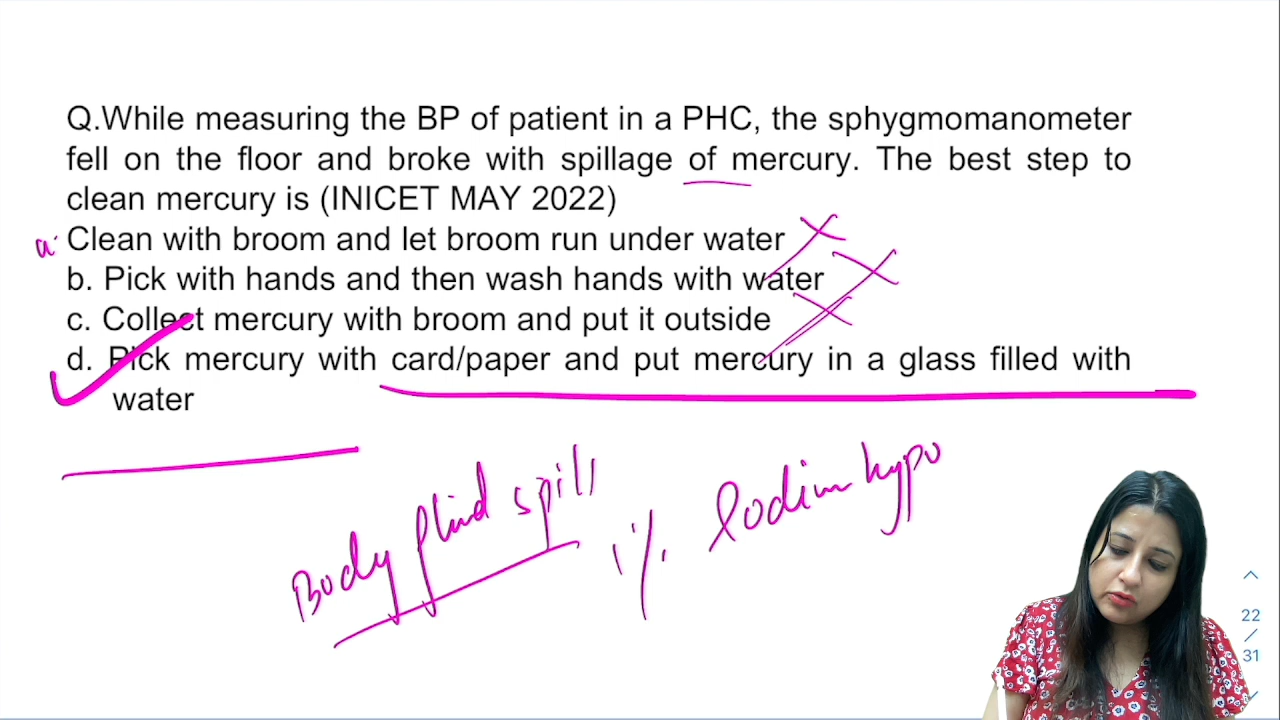 Q.While measuring the BP of patient in a PHC, the sphygmomanometer
fell on the floor and broke with spillage of mercury. The best step to
clean mercury is (INICET MAY 2022)
a. Clean with broom and let broom run under water
b. Pick with hands and then wash hands with water
c. Collect mercury with broom and put it outside
d. Pick mercury with card/paper and put mercury in a glass filled with
water
Body fluid spill 1% Sodium hypo
22
/
31